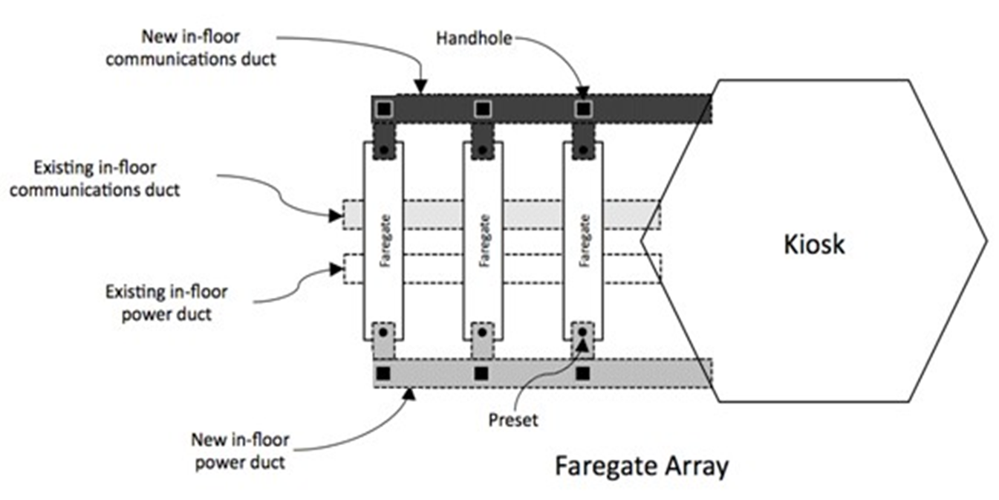 New in-floor
communications duct
Handhole
Existing in-floor
communications duct
Faregate
Faregate
Faregate
Kiosk
Existing in-floor
power duct
Preset
New in-floor
power duct
Faregate Array